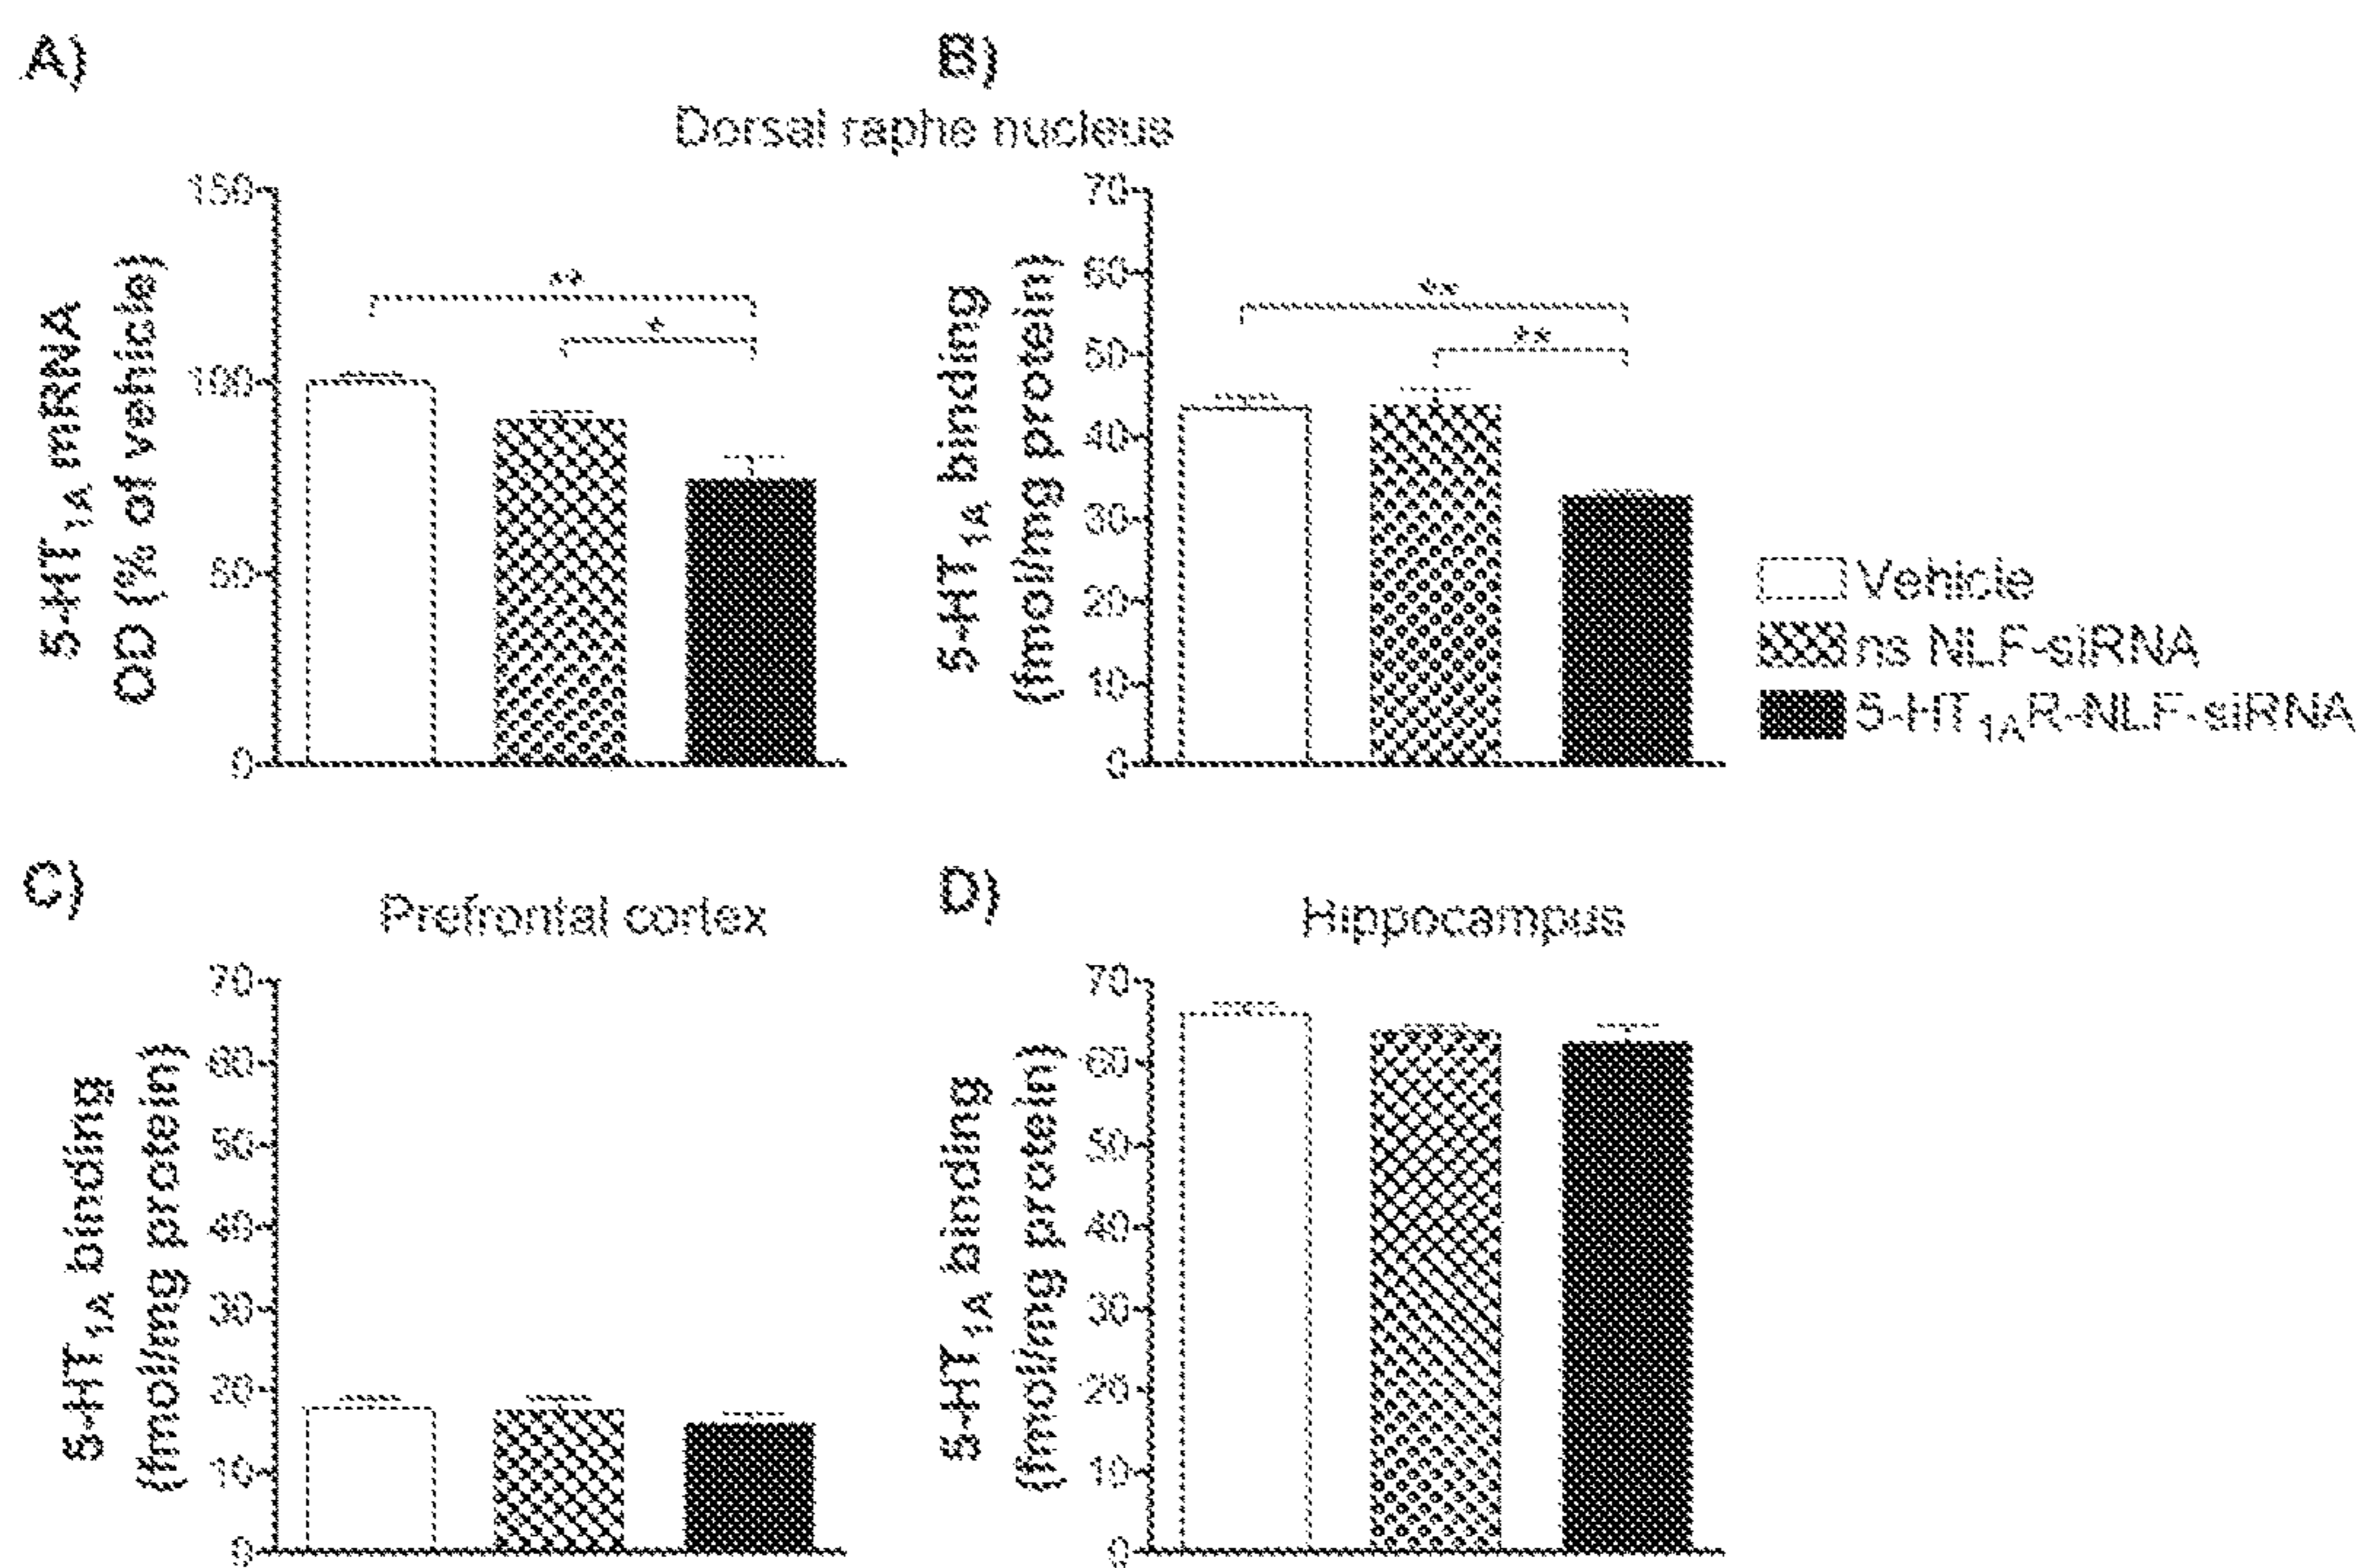 A)
B)
Dorsal raphe nucleus
5-HT1A mRNA
OD (% of vehicle)
150
100
50
0
**
*
5-HT1A binding
(fmol/mg protein)
70
60
50
40
30
20
10
0
**
**
Vehicle
ns NLF-siRNA
5-HT1AR-NLF-siRNA
C)
Prefrontal cortex
5-HT1A binding
(fmol/mg protein)
70
60
50
40
30
20
10
0
D)
Hippocampus
5-HT1A binding
(fmol/mg protein)
70
60
50
40
30
20
10
0